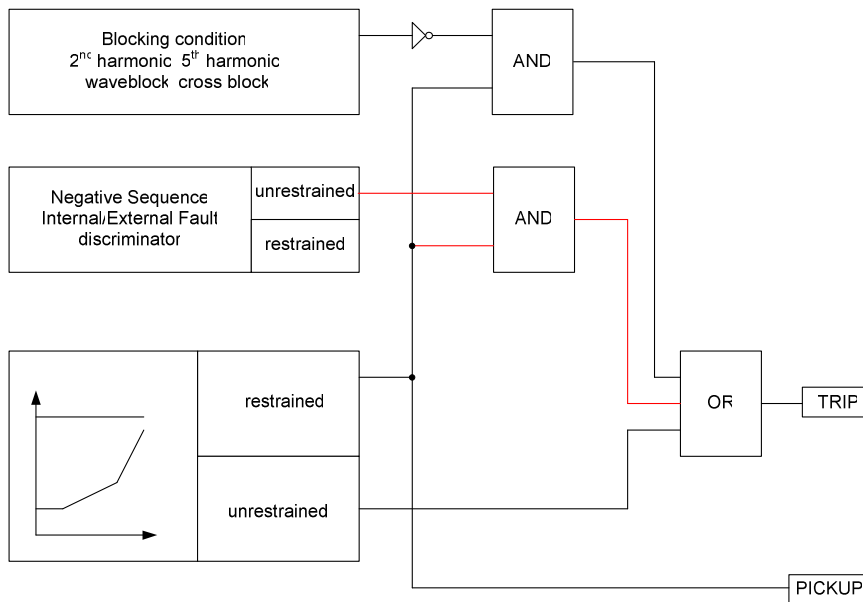 Blocking condition
2nd harmonic 5th harmonic
waveblock cross block
AND
Negative Sequence
Internal/External Fault
discriminator
unrestrained
restrained
AND
restrained
unrestrained
OR
TRIP
PICKUP